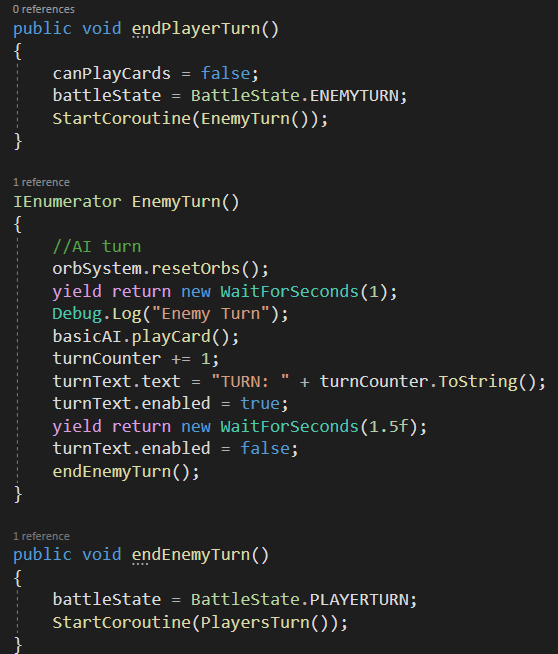 0 references
public void endPlayerTurn()
{
canPlayCards = false;
battleState = BattleState.ENEMYTURN;
StartCoroutine(EnemyTurn());
}
1 reference
IEnumerator EnemyTurn()
{
//AI turn
orbSystem.resetOrbs();
yield return new WaitForSeconds(1);
Debug.Log("Enemy Turn");
basicAI.playCard();
turnCounter += 1;
turnText.text = "TURN: " + turnCounter.ToString();
turnText.enabled = true;
yield return new WaitForSeconds(1.5f);
turnText.enabled = false;
endEnemyTurn();
}
1 reference
public void endEnemyTurn()
{
battleState = BattleState.PLAYERTURN;
StartCoroutine(PlayersTurn());
}